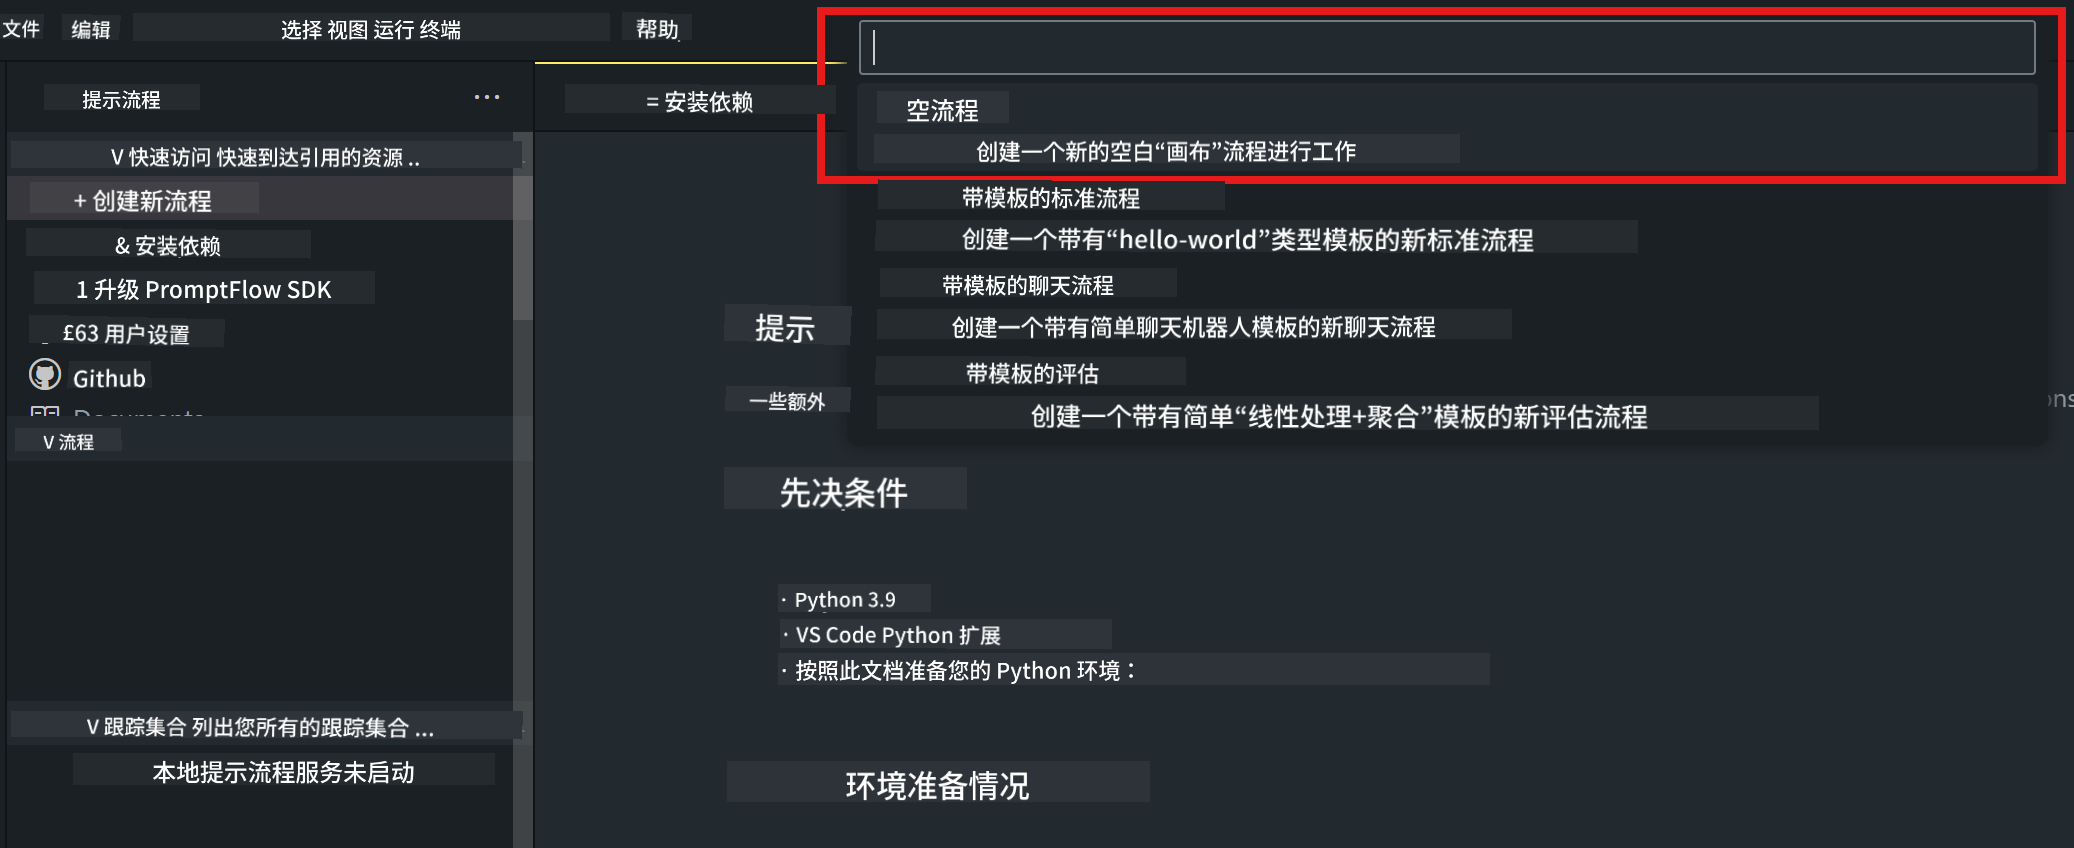 文件 编辑 选择 视图 运行 终端 帮助
提示流程 ...
V 快速访问 快速到达引用的资源 ..
+ 创建新流程
& 安装依赖
1 升级 PromptFlow SDK
£63 用户设置
Github
Documents
V 流程
V 跟踪集合 列出您所有的跟踪集合 ...
本地提示流程服务未启动
= 安装依赖
空流程
创建一个新的空白“画布”流程进行工作
带模板的标准流程
创建一个带有“hello-world”类型模板的新标准流程
带模板的聊天流程
创建一个带有简单聊天机器人模板的新聊天流程
带模板的评估
创建一个带有简单“线性处理+聚合”模板的新评估流程
提示
一些额外
先决条件
· Python 3.9
· VS Code Python 扩展
· 按照此文档准备您的 Python 环境：
环境准备情况